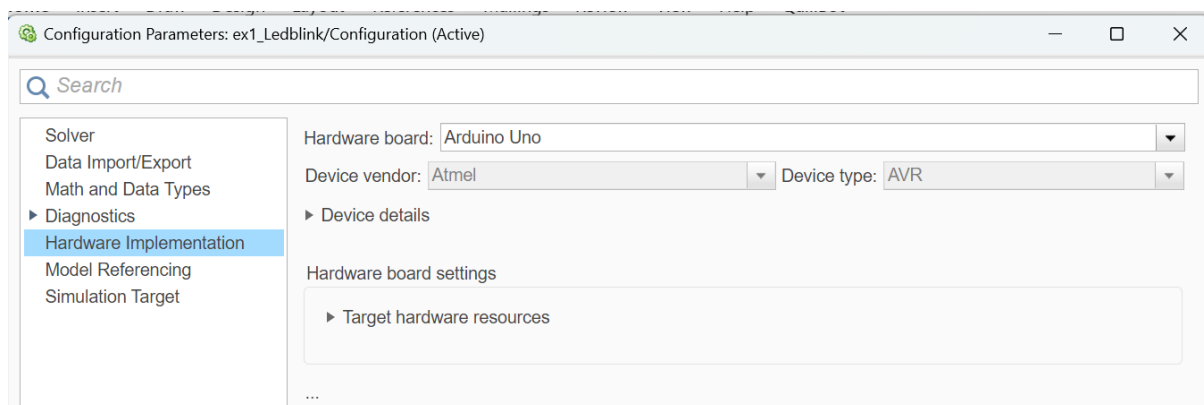 Configuration Parameters: ex1_Ledblink/Configuration (Active)
Search
Solver
Data Import/Export
Math and Data Types
Diagnostics
Hardware Implementation
Model Referencing
Simulation Target
Hardware board: Arduino Uno
Device vendor: Atmel Device type: AVR
Device details
Hardware board settings
Target hardware resources
...